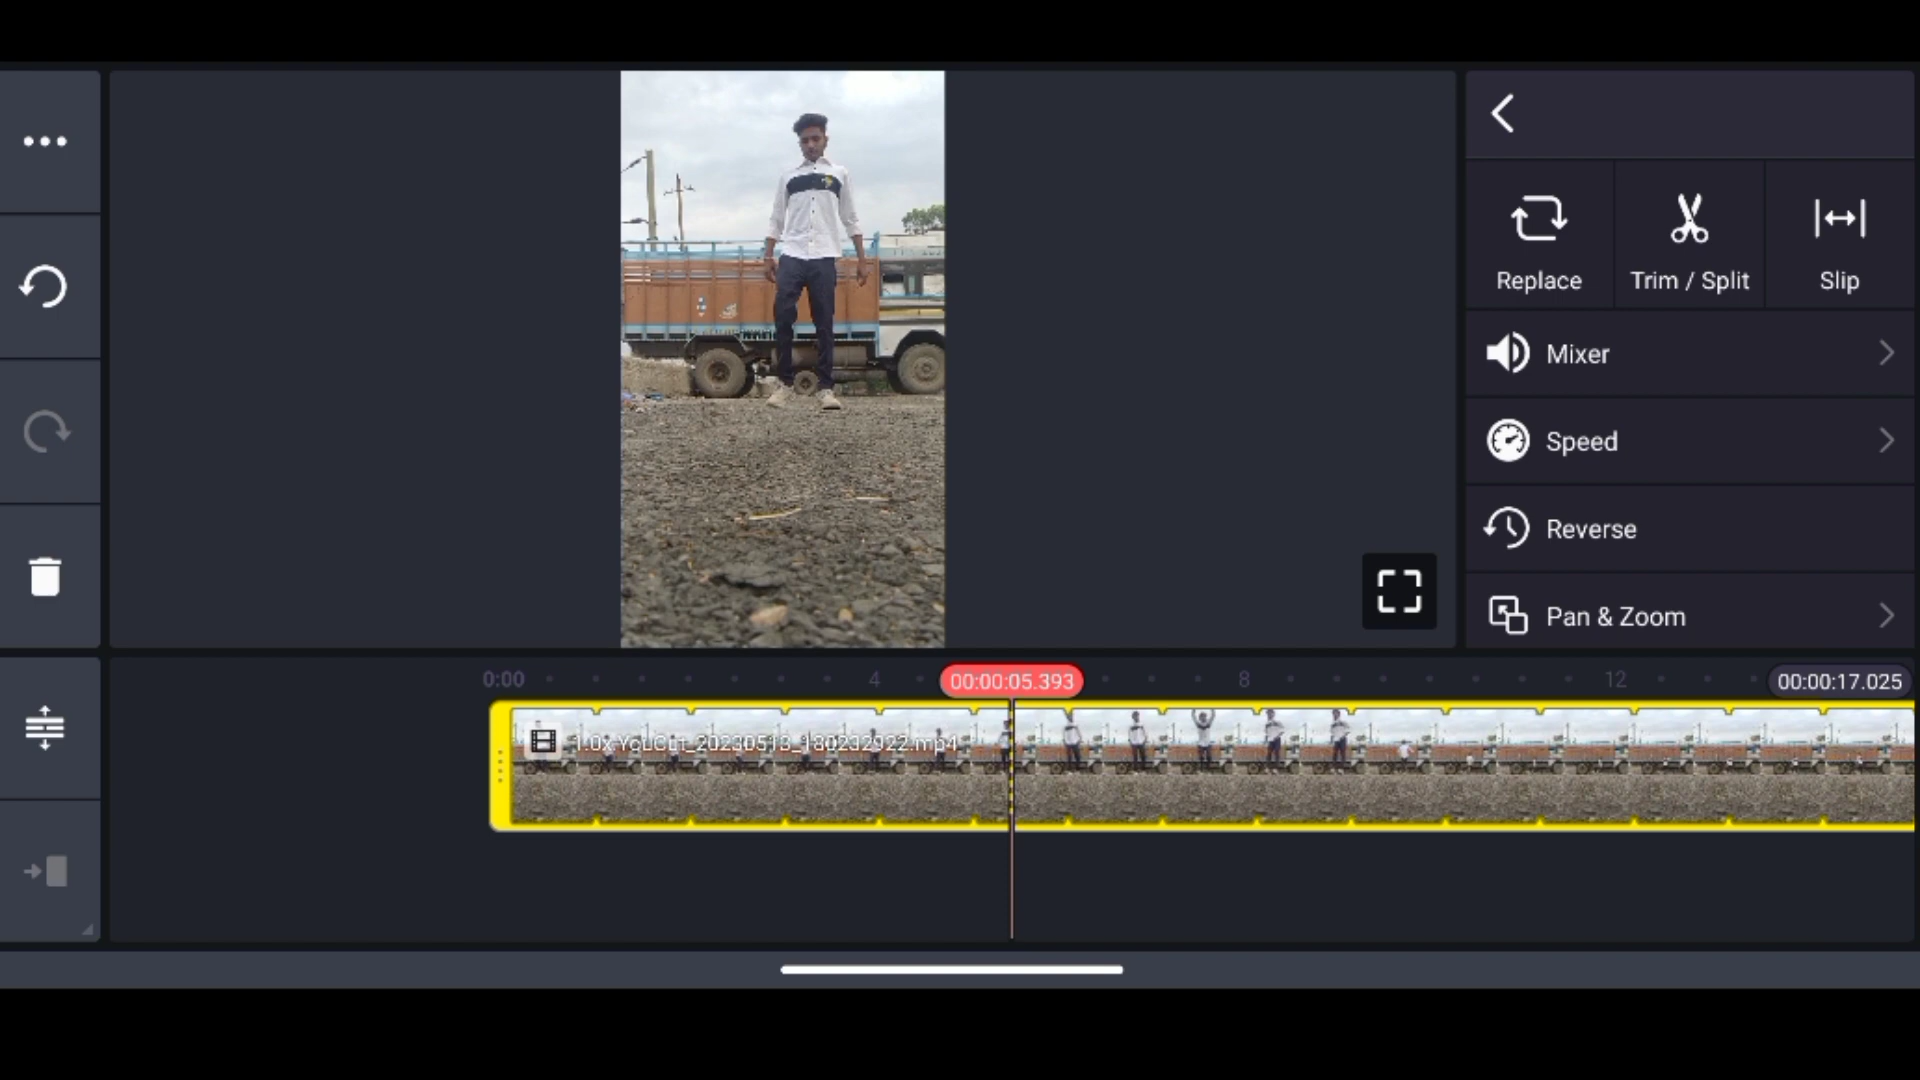 Replace
Trim / Split
Slip
Mixer
Speed
Reverse
Pan & Zoom
0:00
4
00:00:05.393
8
12
00:00:17.025
1.0x YouCut_20230513_180232922.mp4